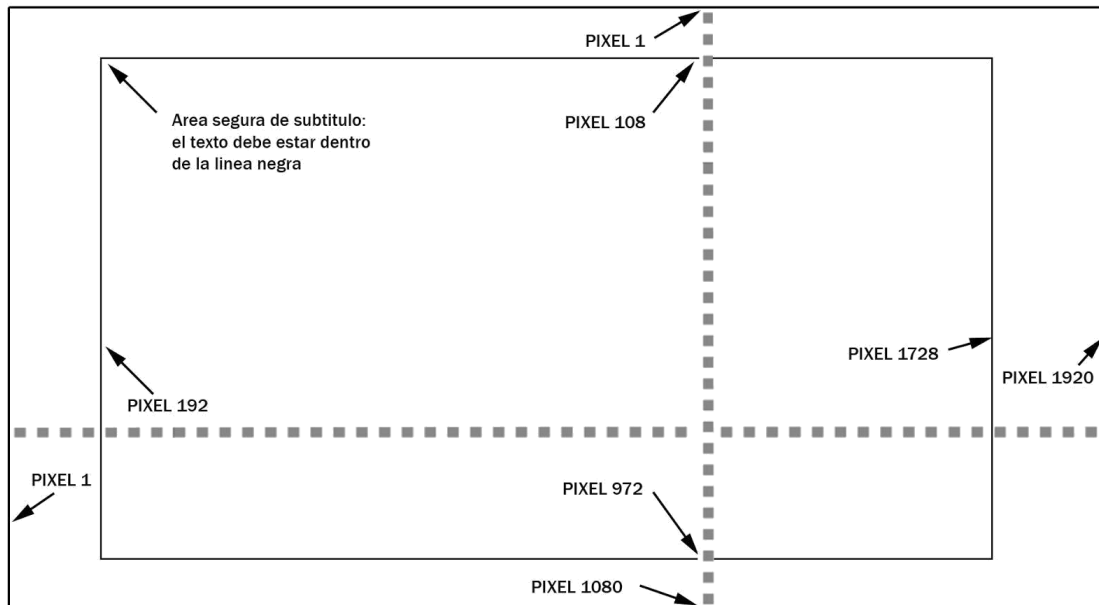 PIXEL 1
PIXEL 108
Area segura de subtitulo:
el texto debe estar dentro
de la linea negra
PIXEL 1728
PIXEL 1920
PIXEL 192
PIXEL 1
PIXEL 972
PIXEL 1080